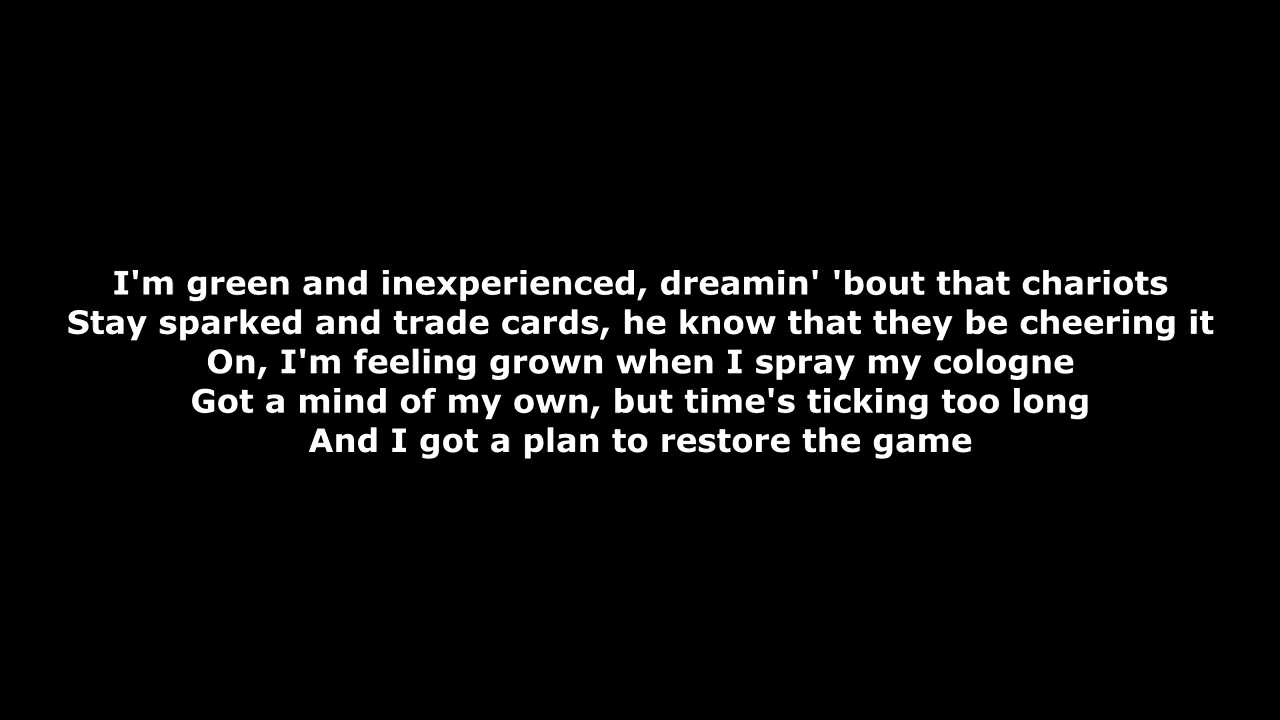 I'm green and inexperienced, dreamin' 'bout that chariots
Stay sparked and trade cards, he know that they be cheering it
On, I'm feeling grown when I spray my cologne
Got a mind of my own, but time's ticking too long
And I got a plan to restore the game